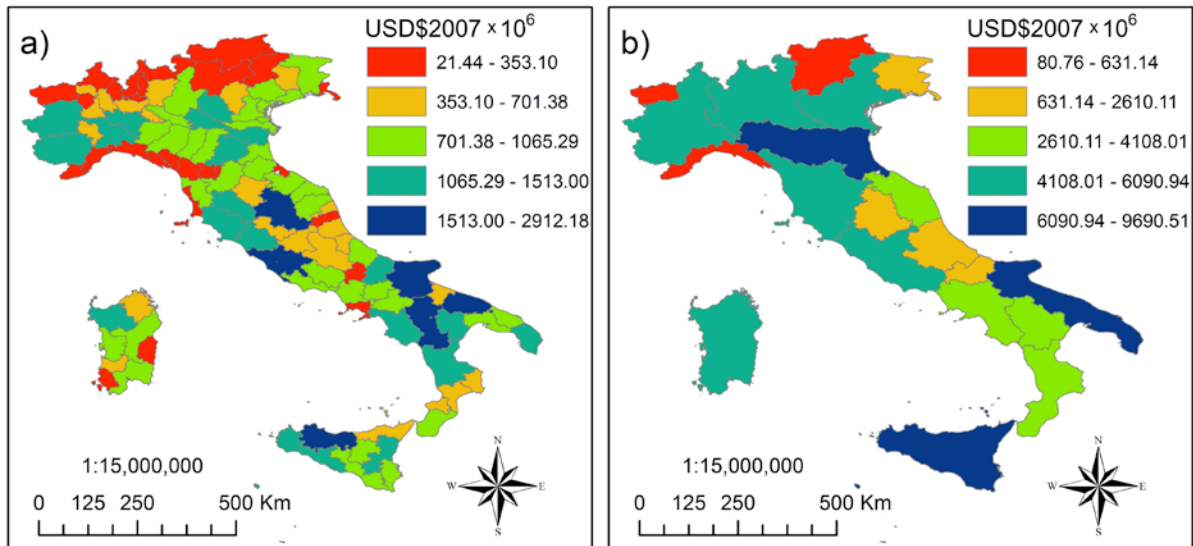 a)
USD$2007 × 10⁶
21.44 - 353.10
353.10 - 701.38
701.38 - 1065.29
1065.29 - 1513.00
1513.00 - 2912.18
1:15,000,000
0 125 250 500 Km
N
W E
S
b)
USD$2007 × 10⁶
80.76 - 631.14
631.14 - 2610.11
2610.11 - 4108.01
4108.01 - 6090.94
6090.94 - 9690.51
1:15,000,000
0 125 250 500 Km
N
W E
S